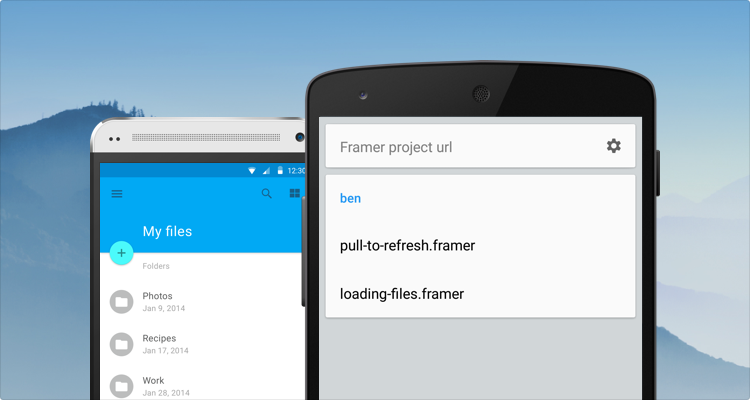 12:30
My files
Folders
Photos
Jan 9, 2014
Recipes
Jan 17, 2014
Work
Jan 28, 2014
Framer project url
ben
pull-to-refresh.framer
loading-files.framer